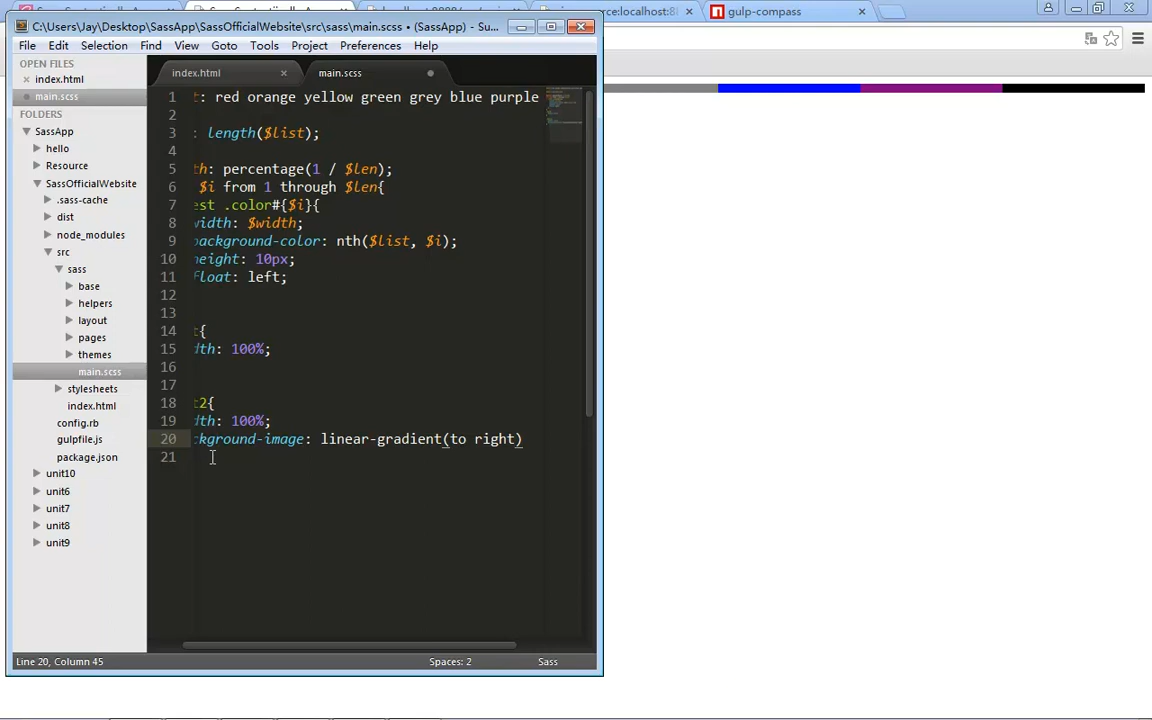 gulp-compass
C:\Users\Jay\Desktop\SassApp\SassOfficialWebsite\src\sass\main.scss • (SassApp) - Su...
File Edit Selection Find View Goto Tools Project Preferences Help
OPEN FILES
index.html
main.scss
FOLDERS
SassApp
hello
Resource
SassOfficialWebsite
.sass-cache
dist
node_modules
src
sass
base
helpers
layout
pages
themes
main.scss
stylesheets
index.html
config.rb
gulpfile.js
package.json
unit10
unit6
unit7
unit8
unit9
index.html main.scss
1 t: red orange yellow green grey blue purple
2
3 : length($list);
4
5 th: percentage(1 / $len);
6 $i from 1 through $len{
7 est .color#{$i}{
8 width: $width;
9 background-color: nth($list, $i);
10 height: 10px;
11 float: left;
12
13
14 t{
15 dth: 100%;
16
17
18 t2{
19 dth: 100%;
20 ckground-image: linear-gradient(to right)
21
Line 20, Column 45 Spaces: 2 Sass